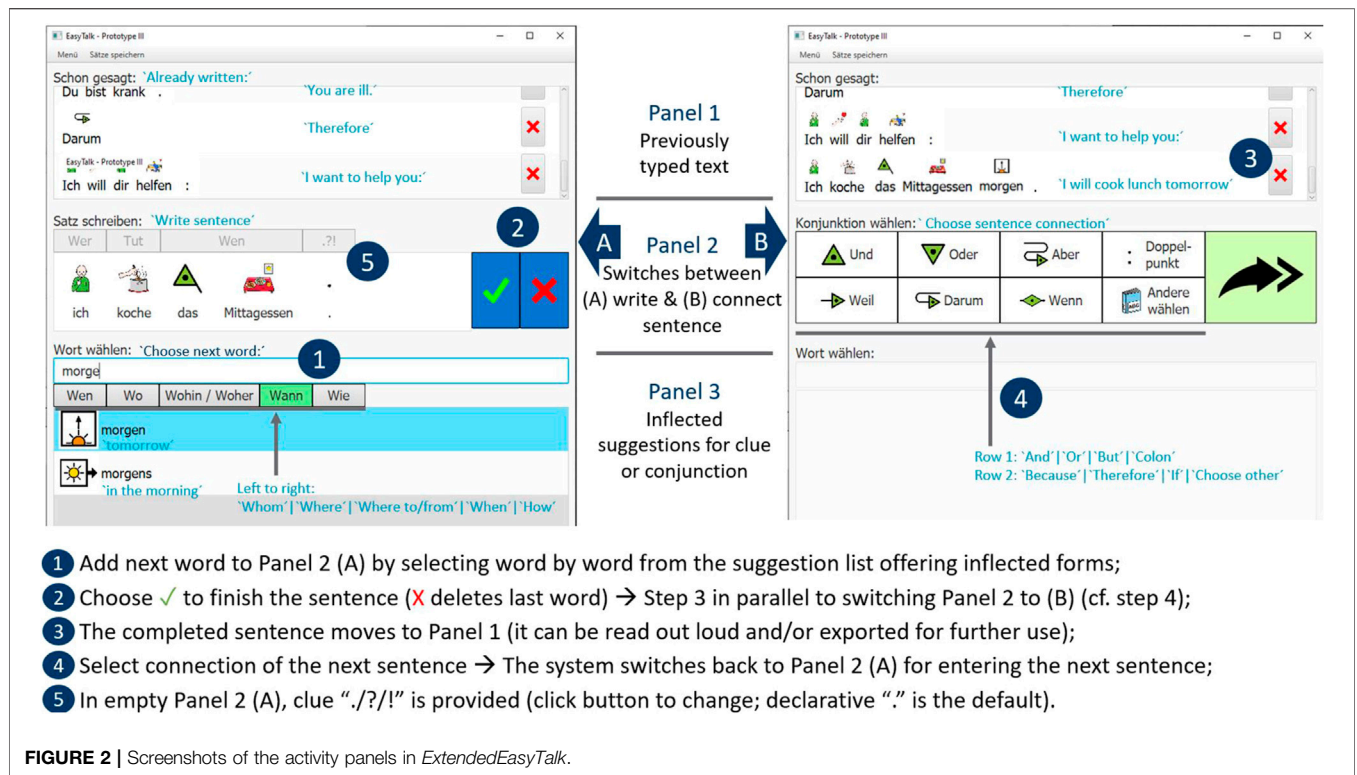 EasyTalk - Prototype III
Menü Sätze speichern
Schon gesagt: `Already written:´
Du bist krank . `You are ill.´
Darum `Therefore´
EasyTalk - Prototype III
Ich will dir helfen : `I want to help you:´
Satz schreiben: `Write sentence´
Wer Tut Wen .?!
2
5
ich koche das Mittagessen .
Wort wählen: `Choose next word:´
1
morge
Wen Wo Wohin / Woher Wann Wie
morgen
`tomorrow´
morgens
`in the morning´
Left to right:
`Whom´|`Where´|`Where to/from´|`When´|`How´
Panel 1
Previously
typed text
A Panel 2 B
Switches between
(A) write & (B) connect
sentence
Panel 3
Inflected
suggestions for clue
or conjunction
EasyTalk - Prototype III
Menü Sätze speichern
Schon gesagt:
Darum `Therefore´
Ich will dir helfen : `I want to help you:´
3
Ich koche das Mittagessen morgen . `I will cook lunch tomorrow´
Konjunktion wählen: ` Choose sentence connection´
Und Oder Aber : Doppel-
punkt
Weil Darum Wenn Andere
wählen
ABC
Wort wählen:
4
Row 1: `And´|`Or´|`But´|`Colon´
Row 2: `Because´|`Therefore´|`If´|`Choose other´
1 Add next word to Panel 2 (A) by selecting word by word from the suggestion list offering inflected forms;
2 Choose ✓ to finish the sentence (X deletes last word) → Step 3 in parallel to switching Panel 2 to (B) (cf. step 4);
3 The completed sentence moves to Panel 1 (it can be read out loud and/or exported for further use);
4 Select connection of the next sentence → The system switches back to Panel 2 (A) for entering the next sentence;
5 In empty Panel 2 (A), clue “./?/!” is provided (click button to change; declarative “.” is the default).
FIGURE 2 | Screenshots of the activity panels in ExtendedEasyTalk.